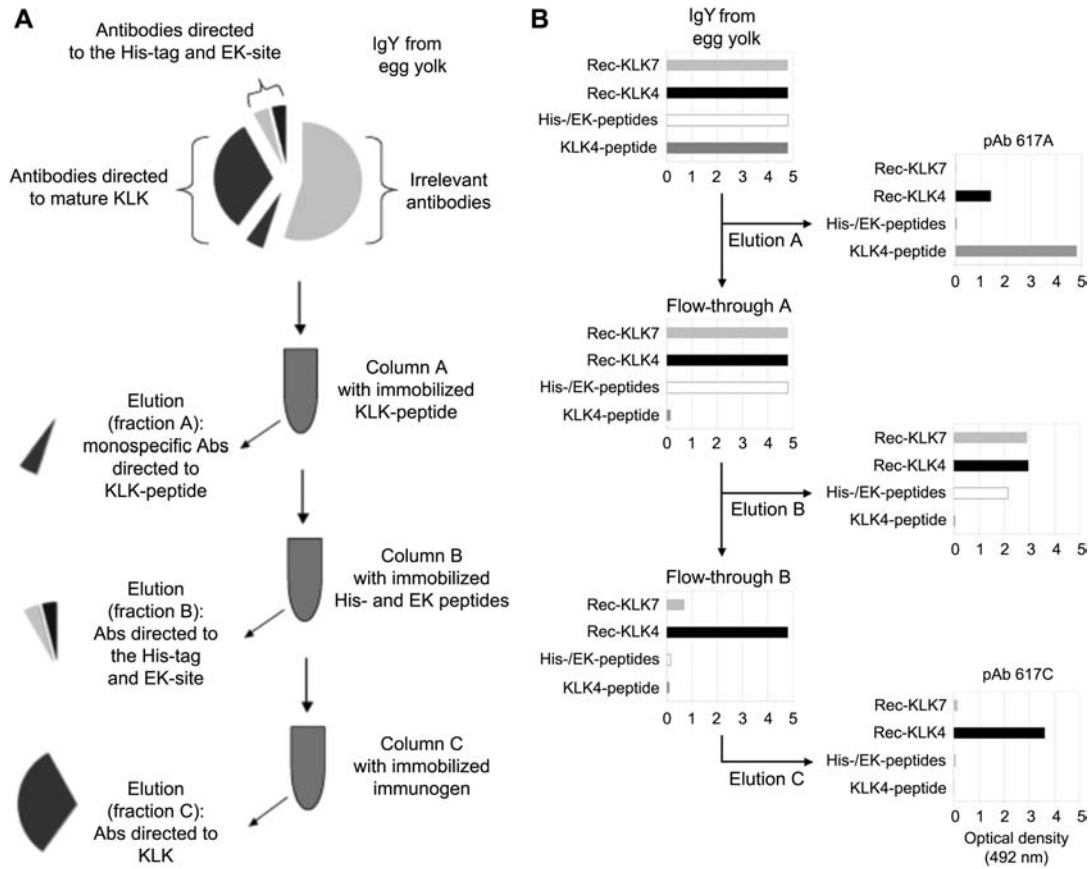 A
Antibodies directed
to the His-tag and EK-site
IgY from
egg yolk
Antibodies directed
to mature KLK
Irrelevant
antibodies
Column A
with immobilized
KLK-peptide
Elution
(fraction A):
monospecific Abs
directed to
KLK-peptide
Column B
with immobilized
His- and EK peptides
Elution
(fraction B):
Abs directed to
the His-tag
and EK-site
Column C
with immobilized
immunogen
Elution
(fraction C):
Abs directed to
KLK
B
IgY from
egg yolk
Rec-KLK7
Rec-KLK4
His-/EK-peptides
KLK4-peptide
0 1 2 3 4 5
Elution A
pAb 617A
Rec-KLK7
Rec-KLK4
His-/EK-peptides
KLK4-peptide
0 1 2 3 4 5
Flow-through A
Rec-KLK7
Rec-KLK4
His-/EK-peptides
KLK4-peptide
0 1 2 3 4 5
Elution B
Rec-KLK7
Rec-KLK4
His-/EK-peptides
KLK4-peptide
0 1 2 3 4 5
Flow-through B
Rec-KLK7
Rec-KLK4
His-/EK-peptides
KLK4-peptide
0 1 2 3 4 5
Elution C
pAb 617C
Rec-KLK7
Rec-KLK4
His-/EK-peptides
KLK4-peptide
0 1 2 3 4 5
Optical density
(492 nm)